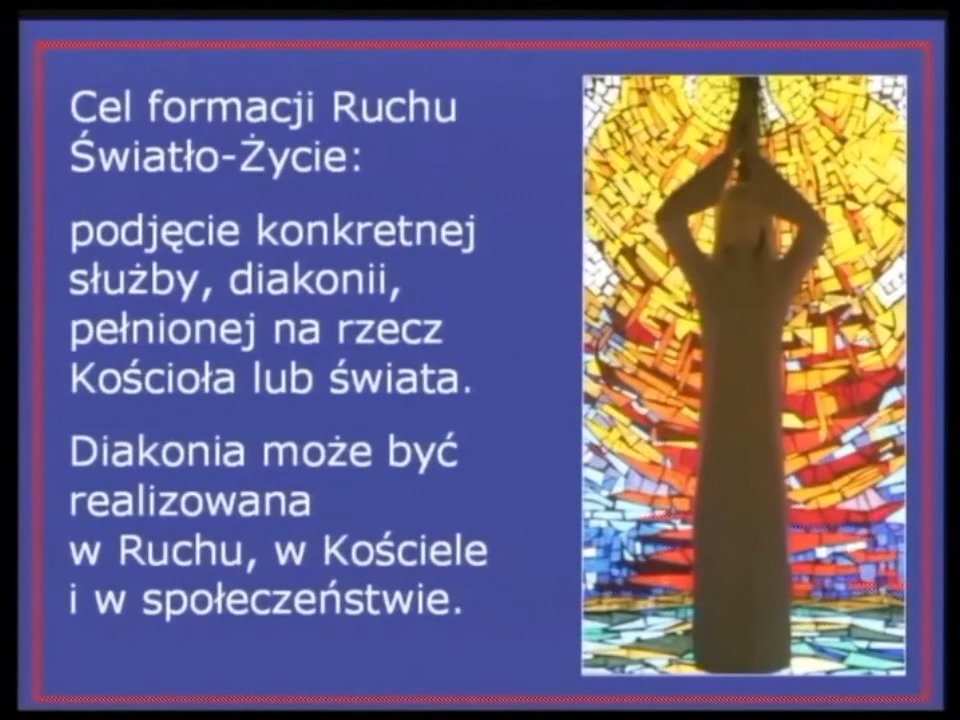 Cel formacji Ruchu
Światło-Życie:
podjęcie konkretnej
służby, diakonii,
pełnionej na rzecz
Kościoła lub świata.
Diakonia może być
realizowana
w Ruchu, w Kościele
i w społeczeństwie.